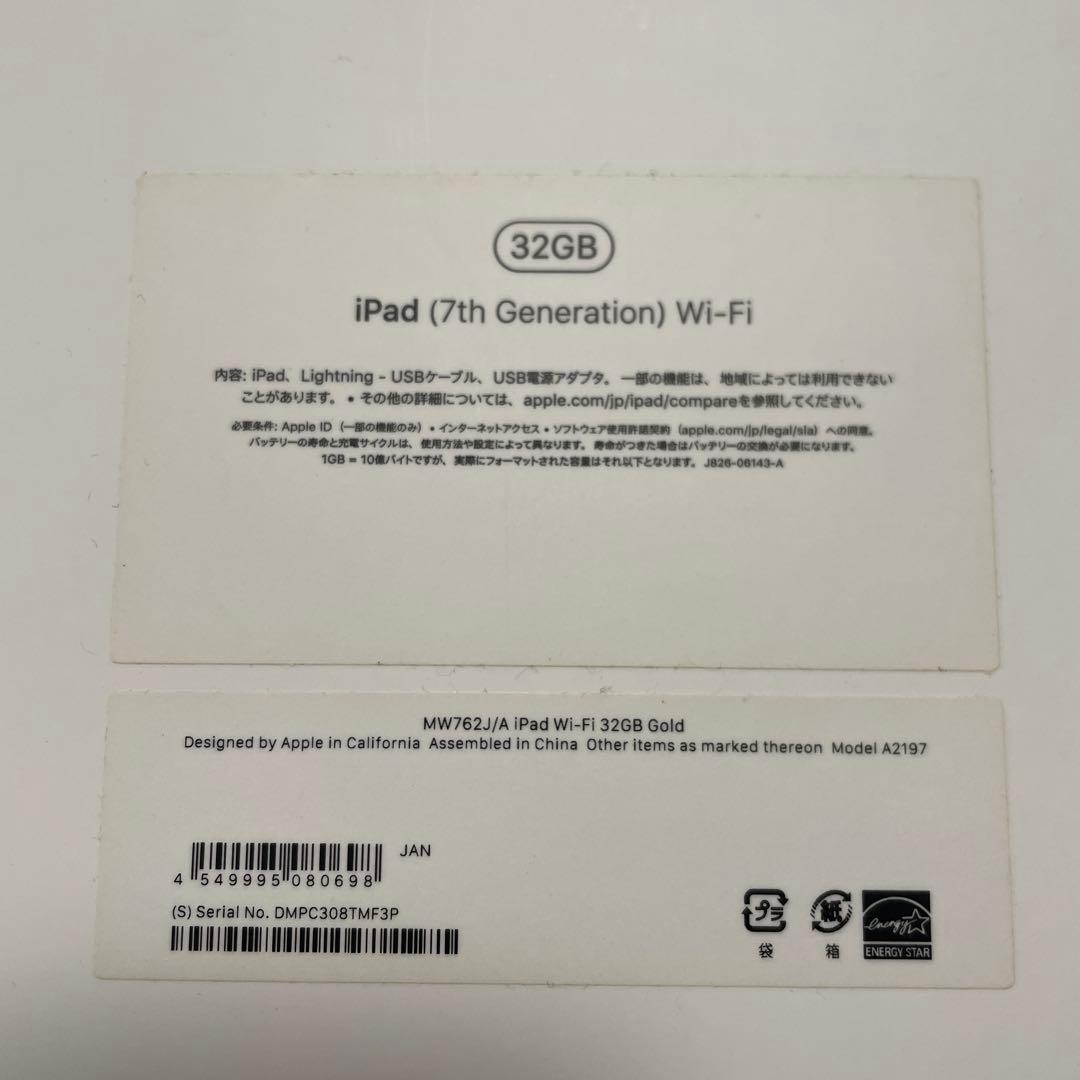 32GB
iPad (7th Generation) Wi-Fi
内容: iPad、Lightning - USBケーブル、USB電源アダプタ。 一部の機能は、地域によっては利用できない
ことがあります。 • その他の詳細については、apple.com/jp/ipad/compareを参照してください。
必要条件: Apple ID（一部の機能のみ）• インターネットアクセス • ソフトウェア使用許諾契約（apple.com/jp/legal/sla）への同意。
バッテリーの寿命と充電サイクルは、使用方法や設定によって異なります。 寿命がつきた場合はバッテリーの交換が必要になります。
1GB = 10億バイトですが、実際にフォーマットされた容量はそれ以下となります。 J826-06143-A
MW762J/A iPad Wi-Fi 32GB Gold
Designed by Apple in California Assembled in China Other items as marked thereon Model A2197
JAN
4 549995 080698
(S) Serial No. DMPC308TMF3P
プラ
袋
紙
箱
energy
ENERGY STAR